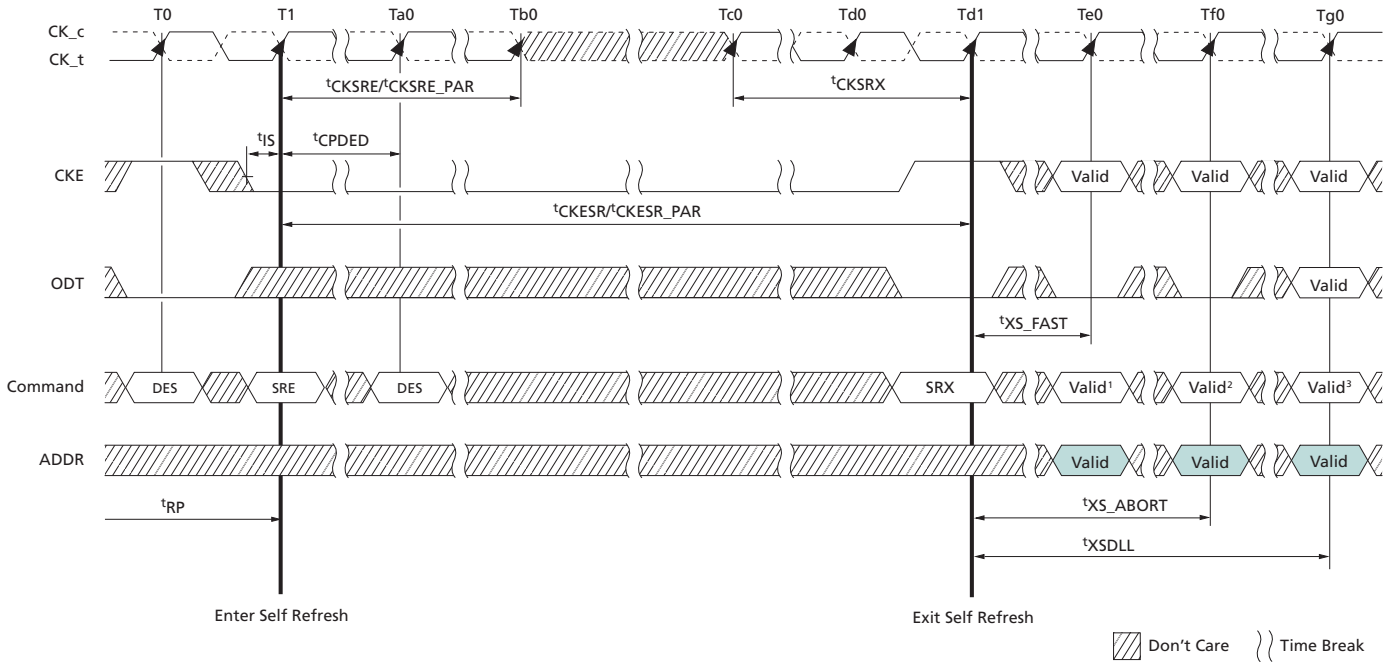 T0 T1 Ta0 Tb0 Tc0 Td0 Td1 Te0 Tf0 Tg0
CK_c
CK_t
tCKSRE/tCKSRE_PAR tCKSRX
tIS tCPDED
CKE Valid Valid Valid
tCKESR/tCKESR_PAR
ODT Valid
tXS_FAST
Command DES SRE DES SRX Valid1 Valid2 Valid3
ADDR Valid Valid Valid
tRP tXS_ABORT
tXSDLL
Enter Self Refresh Exit Self Refresh
Don't Care Time Break